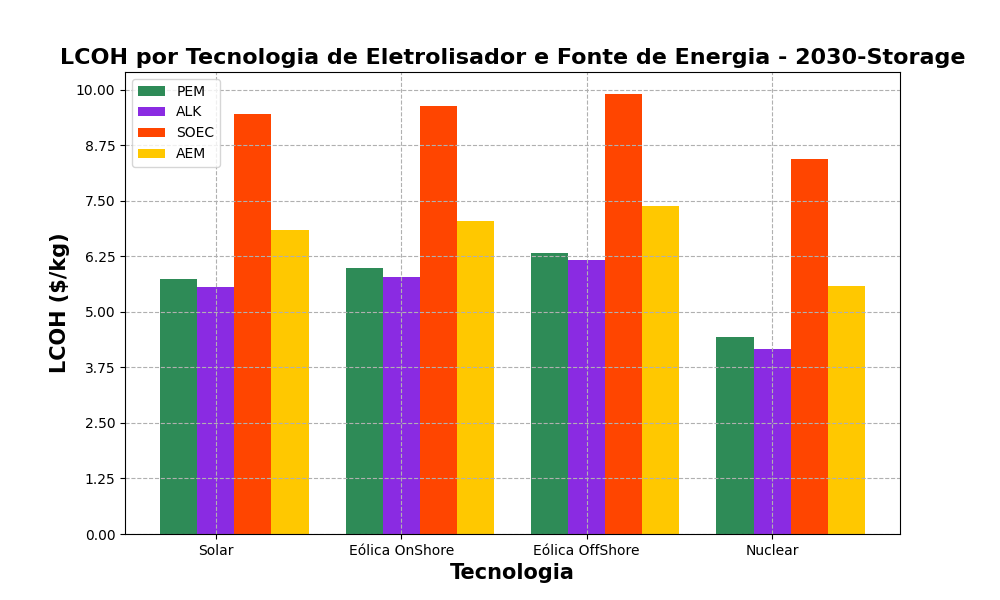 LCOH por Tecnologia de Eletrolisador e Fonte de Energia - 2030-Storage
PEM
ALK
SOEC
AEM
LCOH ($/kg)
10.00
8.75
7.50
6.25
5.00
3.75
2.50
1.25
0.00
Solar
Eólica OnShore
Eólica OffShore
Nuclear
Tecnologia